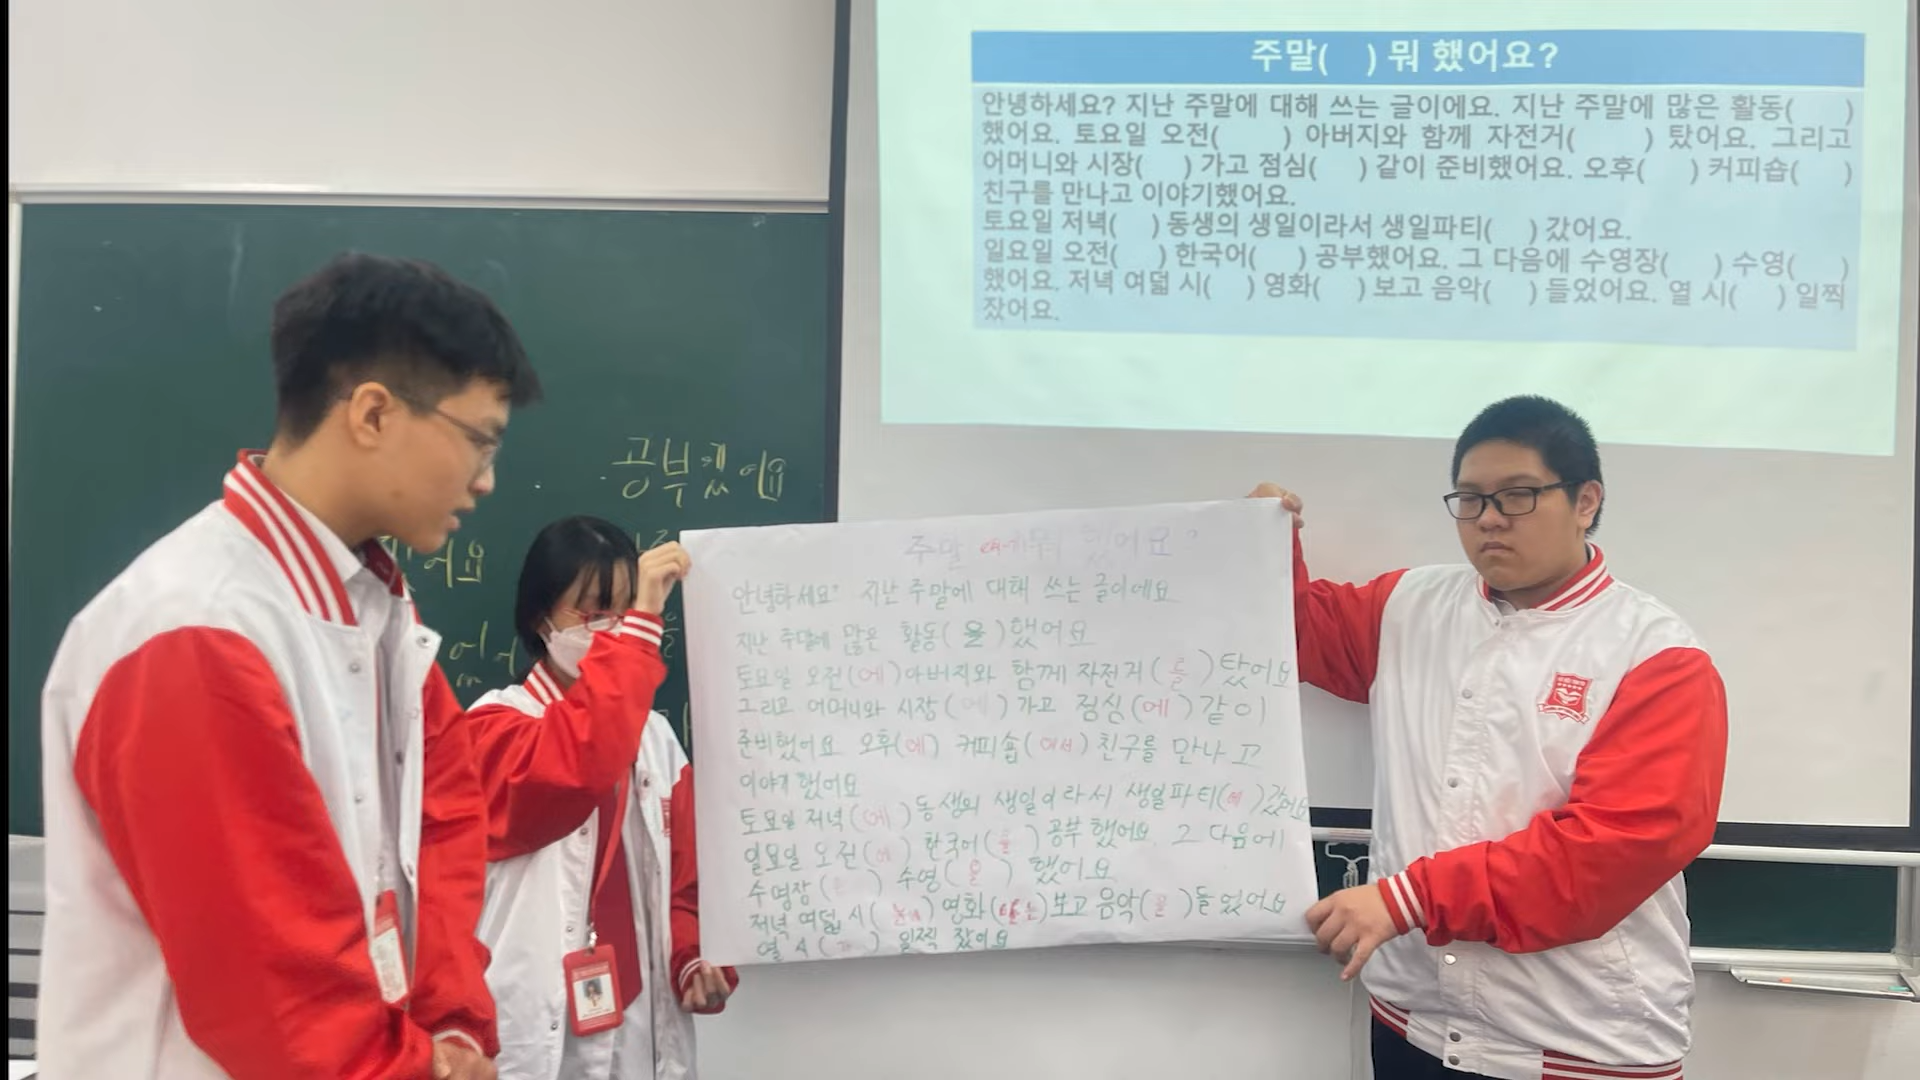 주말( ) 뭐 했어요?
안녕하세요? 지난 주말에 대해 쓰는 글이에요. 지난 주말에 많은 활동( )
했어요. 토요일 오전( ) 아버지와 함께 자전거( ) 탔어요. 그리고
어머니와 시장( ) 가고 점심( ) 같이 준비했어요. 오후( ) 커피숍( )
친구를 만나고 이야기했어요.
토요일 저녁( ) 동생의 생일이라서 생일파티( ) 갔어요.
일요일 오전( ) 한국어( ) 공부했어요. 그 다음에 수영장( ) 수영( )
했어요. 저녁 여덟 시( ) 영화( ) 보고 음악( ) 들었어요. 열 시( ) 일찍
잤어요.
공부했어요
어요
주말 뭐 했어요?
안녕하세요? 지난 주말에 대해 쓰는 글이에요
지난 주말에 많은 활동(을)했어요
토요일 오전(에)아버지와 함께 자전거(를)탔어요
그리고 어머니와 시장(에)가고 점심(에)같이
준비했어요 오후(에) 커피숍(에서)친구를 만나고
이야기했어요
토요일 저녁(에)동생의 생일이라서 생일파티(에)갔어요
일요일 오전(에) 한국어(를)공부했어요. 그 다음에
수영장( ) 수영(을) 했어요
저녁 여덟 시( )영화( )보고 음악(을)들었어요
열 시( ) 일찍 잤어요